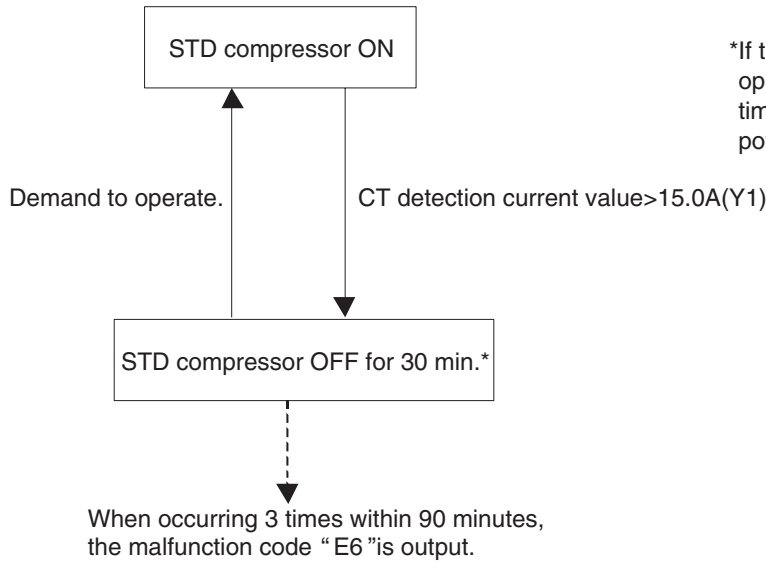 STD compressor ON
*If t
op
tim
po
Demand to operate.
CT detection current value>15.0A(Y1)
STD compressor OFF for 30 min.*
When occurring 3 times within 90 minutes,
the malfunction code “ E6 ”is output.